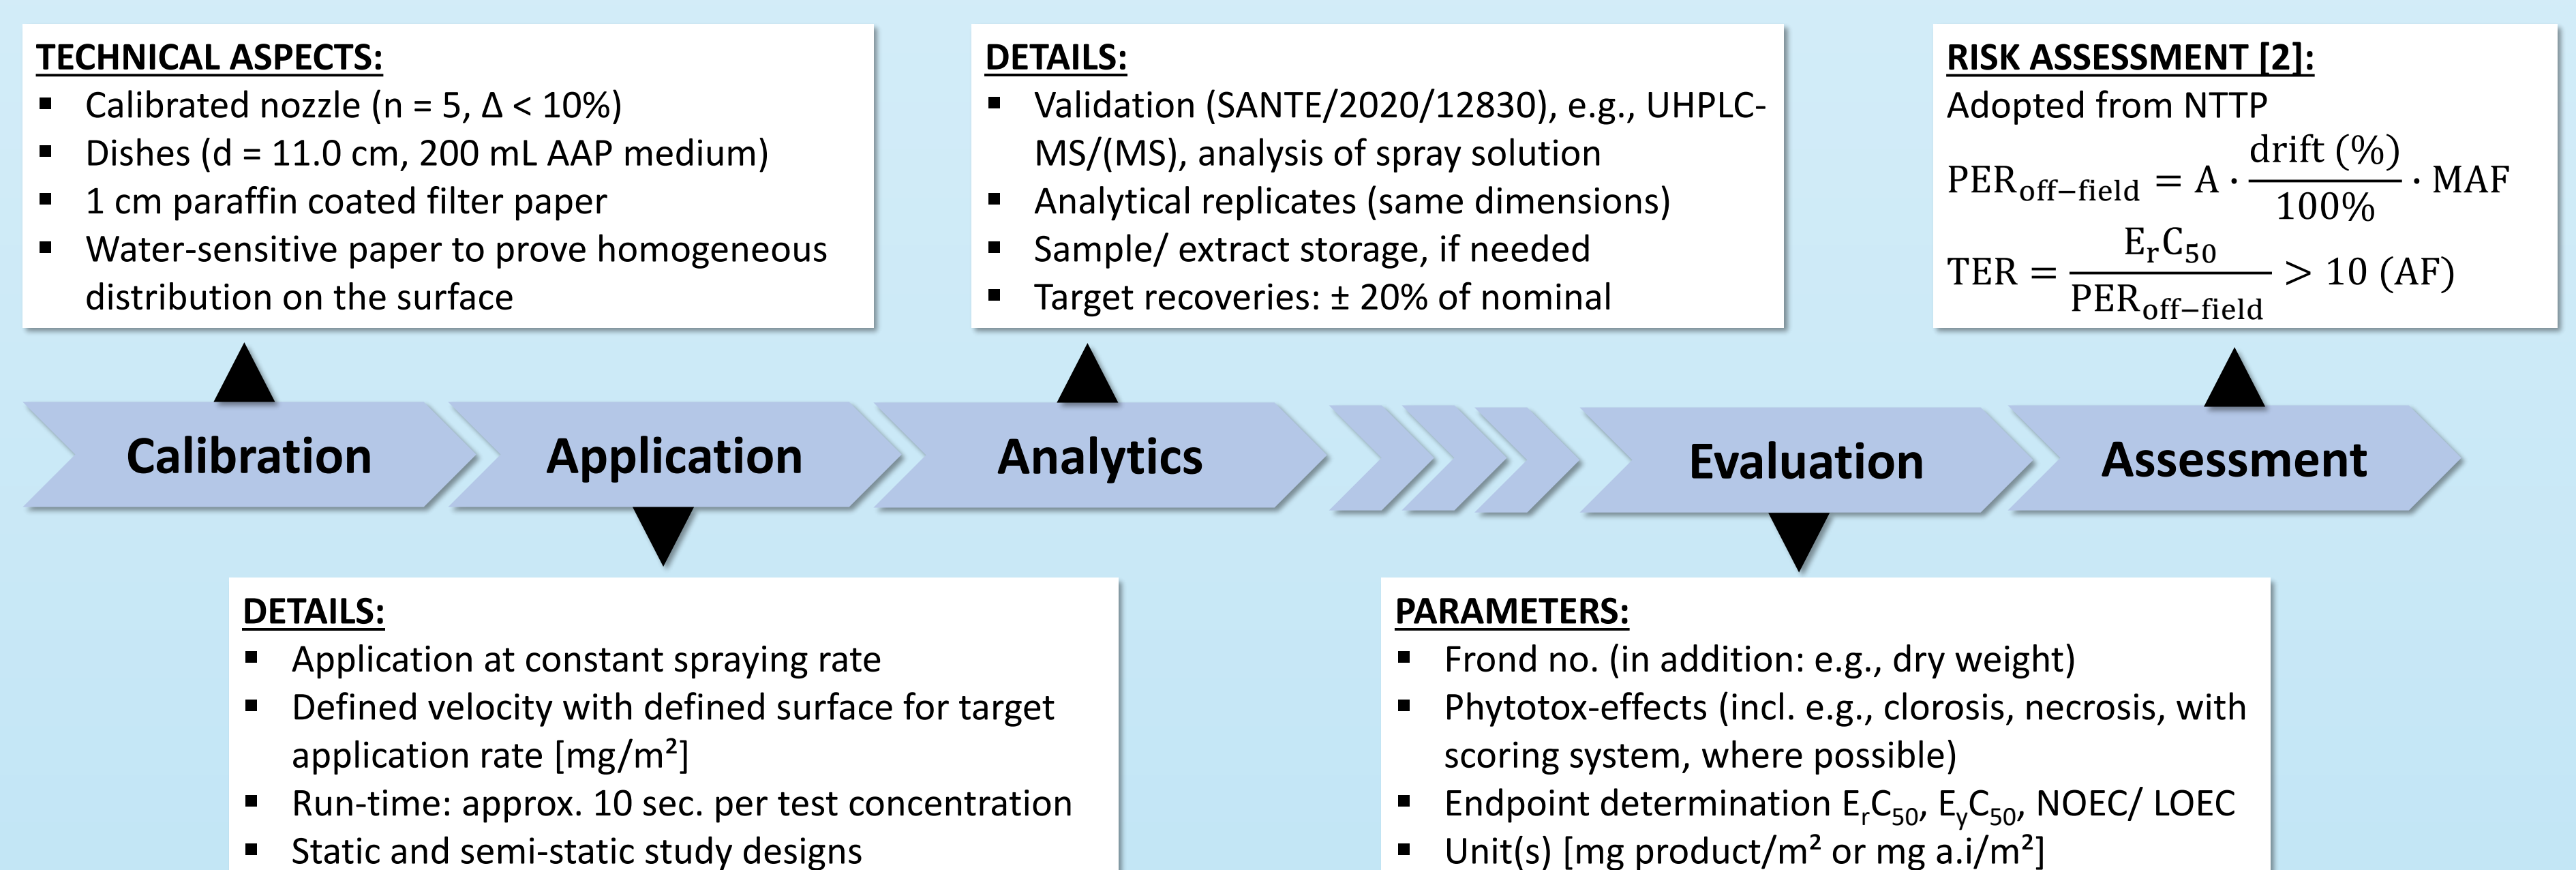 TECHNICAL ASPECTS:
▪ Calibrated nozzle (n = 5, Δ < 10%)
▪ Dishes (d = 11.0 cm, 200 mL AAP medium)
▪ 1 cm paraffin coated filter paper
▪ Water-sensitive paper to prove homogeneous
distribution on the surface
DETAILS:
▪ Validation (SANTE/2020/12830), e.g., UHPLC-
MS/(MS), analysis of spray solution
▪ Analytical replicates (same dimensions)
▪ Sample/ extract storage, if needed
▪ Target recoveries: ± 20% of nominal
RISK ASSESSMENT [2]:
Adopted from NTTP
PER_off−field = A · drift (%) / 100% · MAF
TER = E_rC_50 / PER_off−field > 10 (AF)
Calibration
Application
Analytics
Evaluation
Assessment
DETAILS:
▪ Application at constant spraying rate
▪ Defined velocity with defined surface for target
application rate [mg/m²]
▪ Run-time: approx. 10 sec. per test concentration
▪ Static and semi-static study designs
PARAMETERS:
▪ Frond no. (in addition: e.g., dry weight)
▪ Phytotox-effects (incl. e.g., clorosis, necrosis, with
scoring system, where possible)
▪ Endpoint determination E_rC_50, E_yC_50, NOEC/ LOEC
▪ Unit(s) [mg product/m² or mg a.i/m²]